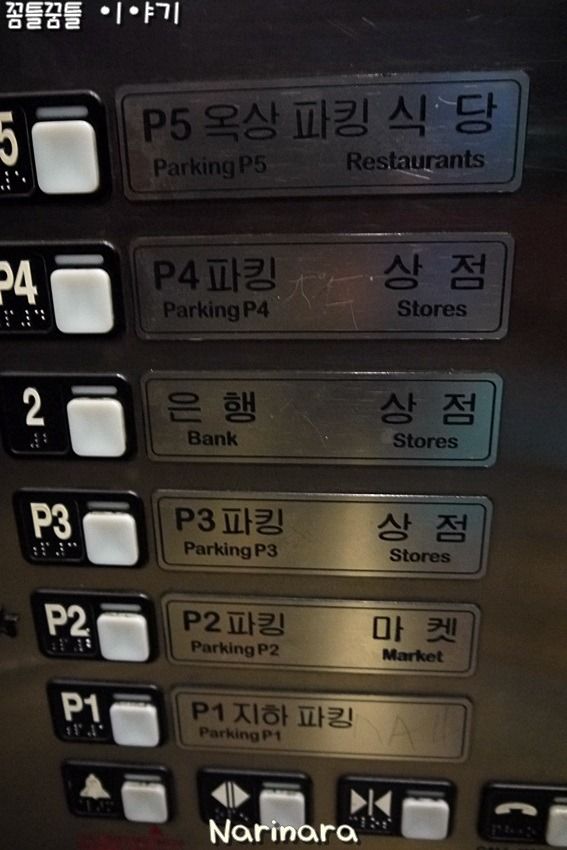 꼼틀꿈틀 이야기
5
P5 옥상 파킹 식 당
Parking P5 Restaurants
P4
P4 파킹 상 점
Parking P4 Stores
2
은 행 상 점
Bank Stores
P3
P3 파킹 상 점
Parking P3 Stores
P2
P2 파킹 마 켓
Parking P2 Market
P1
P1 지하 파킹
Parking P1
Narinara